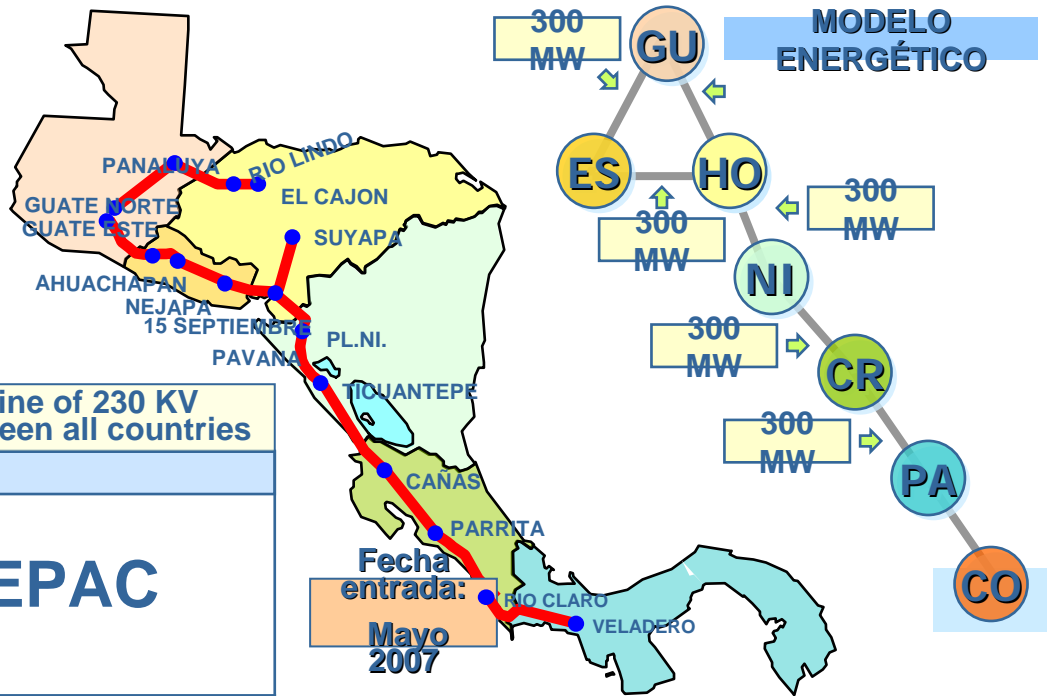 300
MW
GU
MODELO
ENERGÉTICO
ES
HO
300
MW
300
MW
NI
300
MW
CR
300
MW
PA
CO
PANALUYA
RIO LINDO
EL CAJON
GUATE NORTE
GUATE ESTE
SUYAPA
AHUACHAPAN
NEJAPA
15 SEPTIEMBRE
PL.NI.
PAVANA
TICUANTEPE
ine of 230 KV
een all countries
CAÑAS
PARRITA
EPAC
Fecha
entrada:
Mayo
2007
RIO CLARO
VELADERO